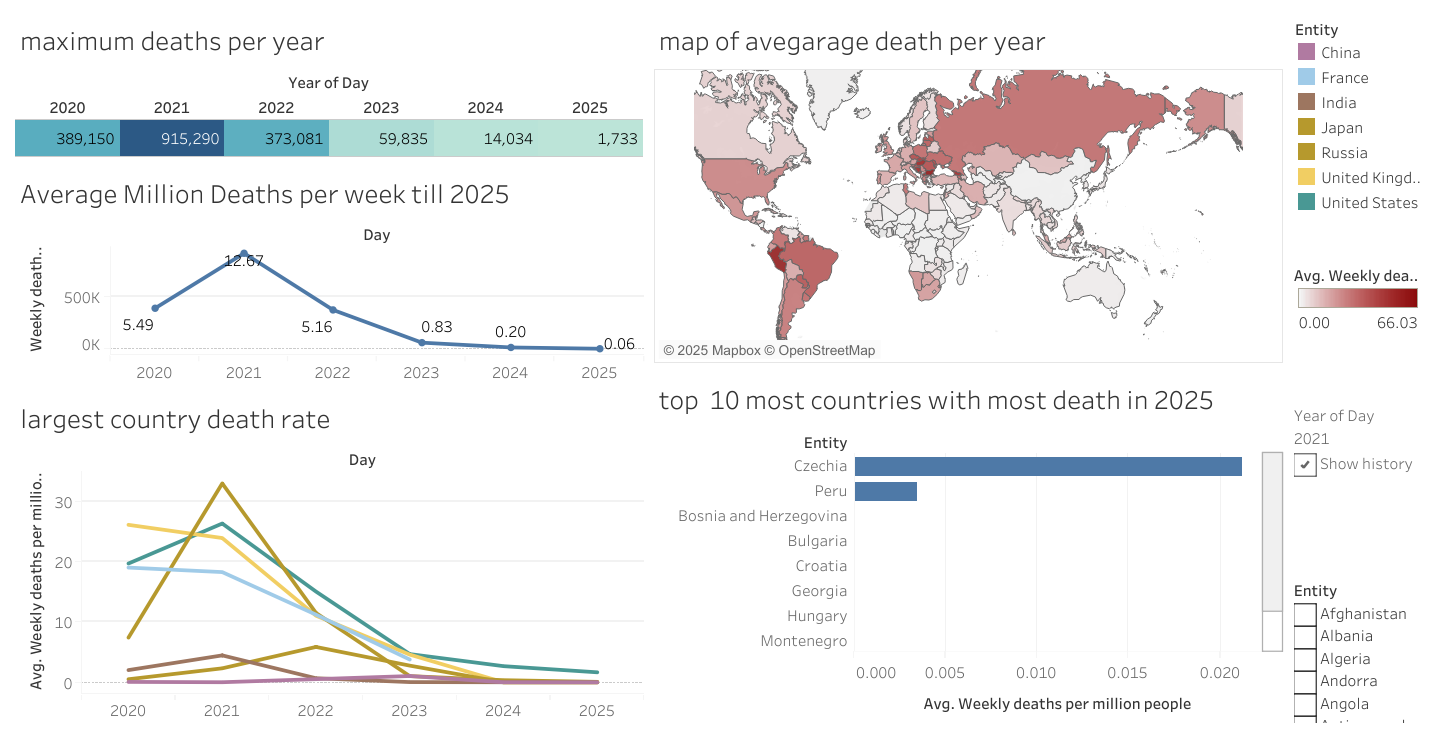 maximum deaths per year
Year of Day
2020 2021 2022 2023 2024 2025
389,150 915,290 373,081 59,835 14,034 1,733
Average Million Deaths per week till 2025
Day
Weekly death..
500K
0K
5.49
12.67
5.16
0.83
0.20
0.06
2020 2021 2022 2023 2024 2025
largest country death rate
Day
Avg. Weekly deaths per millio..
30
20
10
0
2020 2021 2022 2023 2024 2025
map of avegarage death per year
© 2025 Mapbox © OpenStreetMap
top 10 most countries with most death in 2025
Entity
Czechia
Peru
Bosnia and Herzegovina
Bulgaria
Croatia
Georgia
Hungary
Montenegro
0.000 0.005 0.010 0.015 0.020
Avg. Weekly deaths per million people
Entity
China
France
India
Japan
Russia
United Kingd..
United States
Avg. Weekly dea..
0.00 66.03
Year of Day
2021
Show history
Entity
Afghanistan
Albania
Algeria
Andorra
Angola